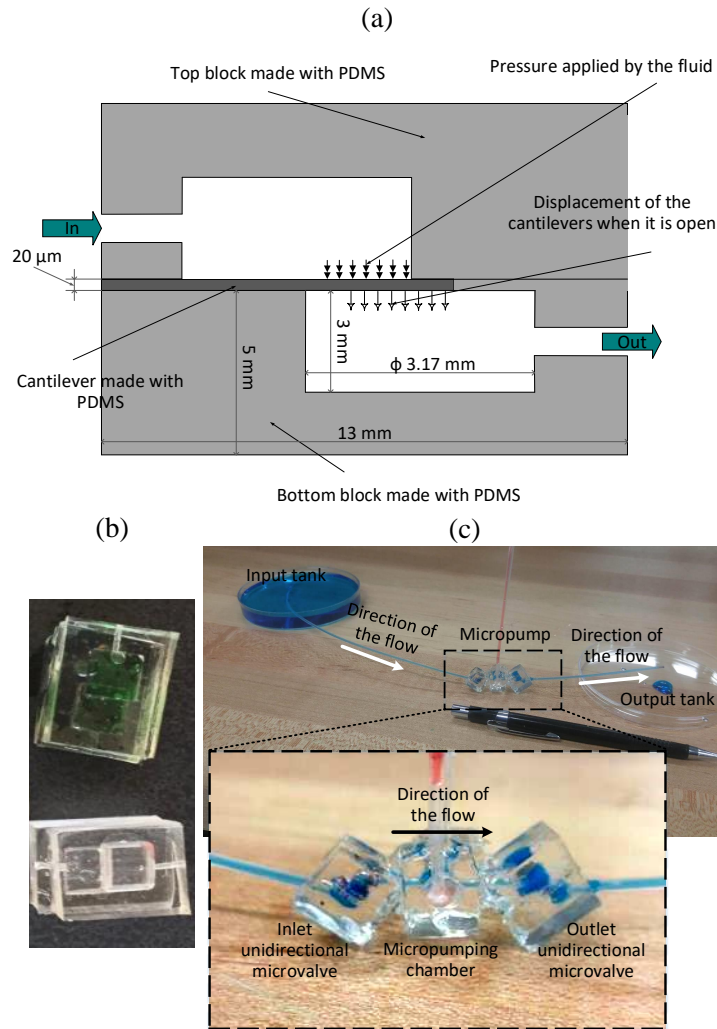 (a)
Top block made with PDMS
Pressure applied by the fluid
Displacement of the
cantilevers when it is open
In
20 µm
3 mm
5 mm
Out
ϕ 3.17 mm
Cantilever made with
PDMS
13 mm
Bottom block made with PDMS
(b)
(c)
Input tank
Direction of
the flow
Micropump
Direction of
the flow
Output tank
Direction of
the flow
Inlet
unidirectional
microvalve
Micropumping
chamber
Outlet
unidirectional
microvalve